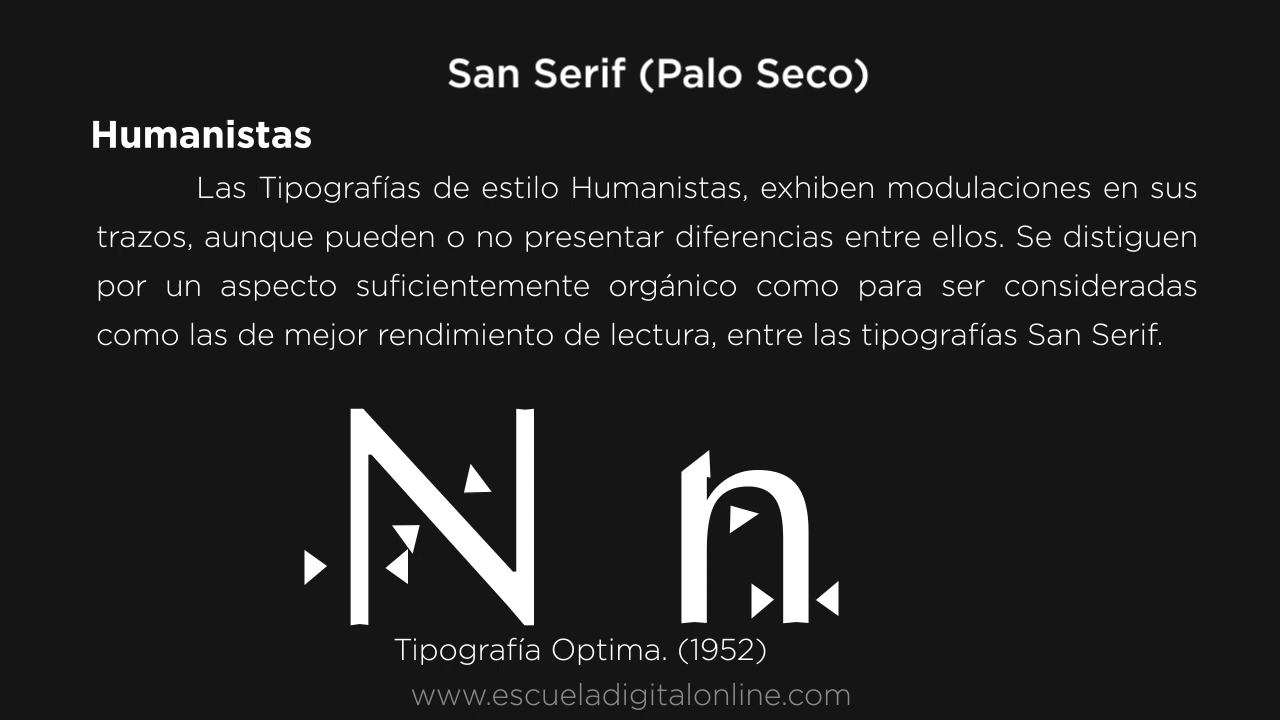 San Serif (Palo Seco)
Humanistas
Las Tipografías de estilo Humanistas, exhiben modulaciones en sus
trazos, aunque pueden o no presentar diferencias entre ellos. Se distiguen
por un aspecto suficientemente orgánico como para ser consideradas
como las de mejor rendimiento de lectura, entre las tipografías San Serif.
N n
Tipografía Optima. (1952)
www.escueladigitalonline.com